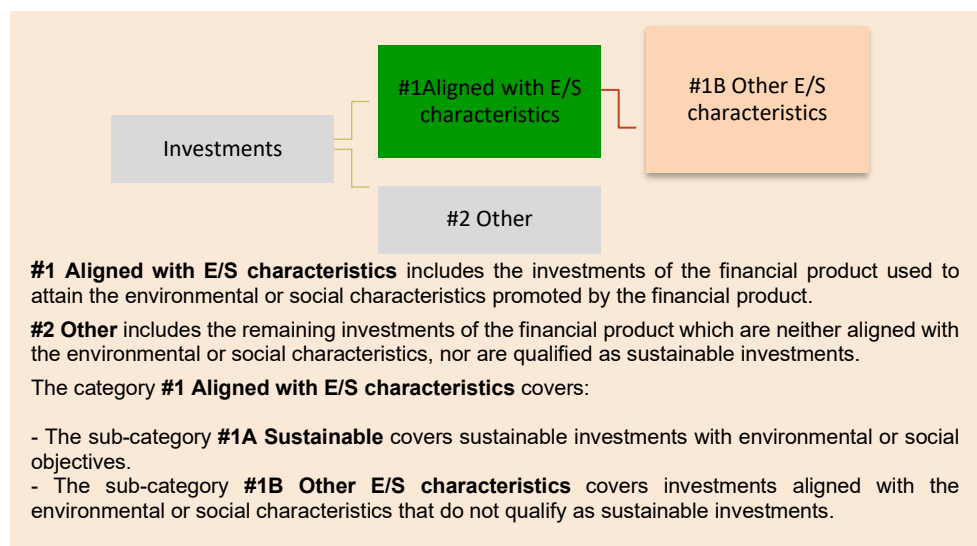 #1Aligned with E/S
characteristics
#1B Other E/S
characteristics
Investments
#2 Other
#1 Aligned with E/S characteristics includes the investments of the financial product used to
attain the environmental or social characteristics promoted by the financial product.
#2 Other includes the remaining investments of the financial product which are neither aligned with
the environmental or social characteristics, nor are qualified as sustainable investments.
The category #1 Aligned with E/S characteristics covers:
- The sub-category #1A Sustainable covers sustainable investments with environmental or social
objectives.
- The sub-category #1B Other E/S characteristics covers investments aligned with the
environmental or social characteristics that do not qualify as sustainable investments.